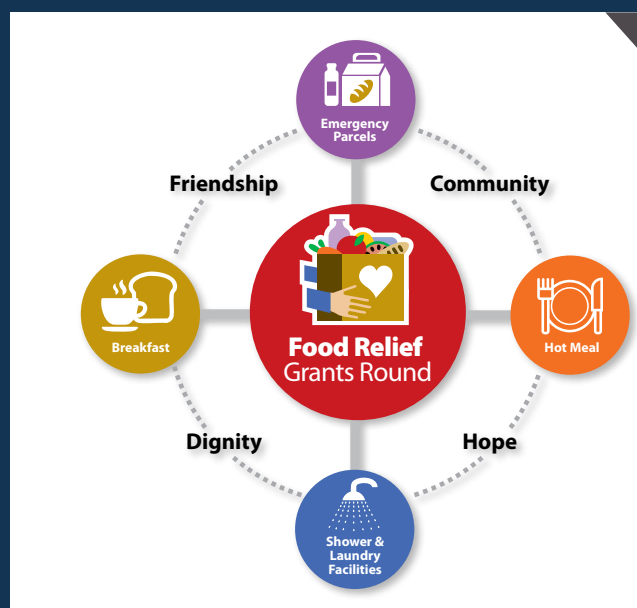 Emergency
Parcels
Friendship
Community
Food Relief
Grants Round
Breakfast
Hot Meal
Dignity
Hope
Shower &
Laundry
Facilities